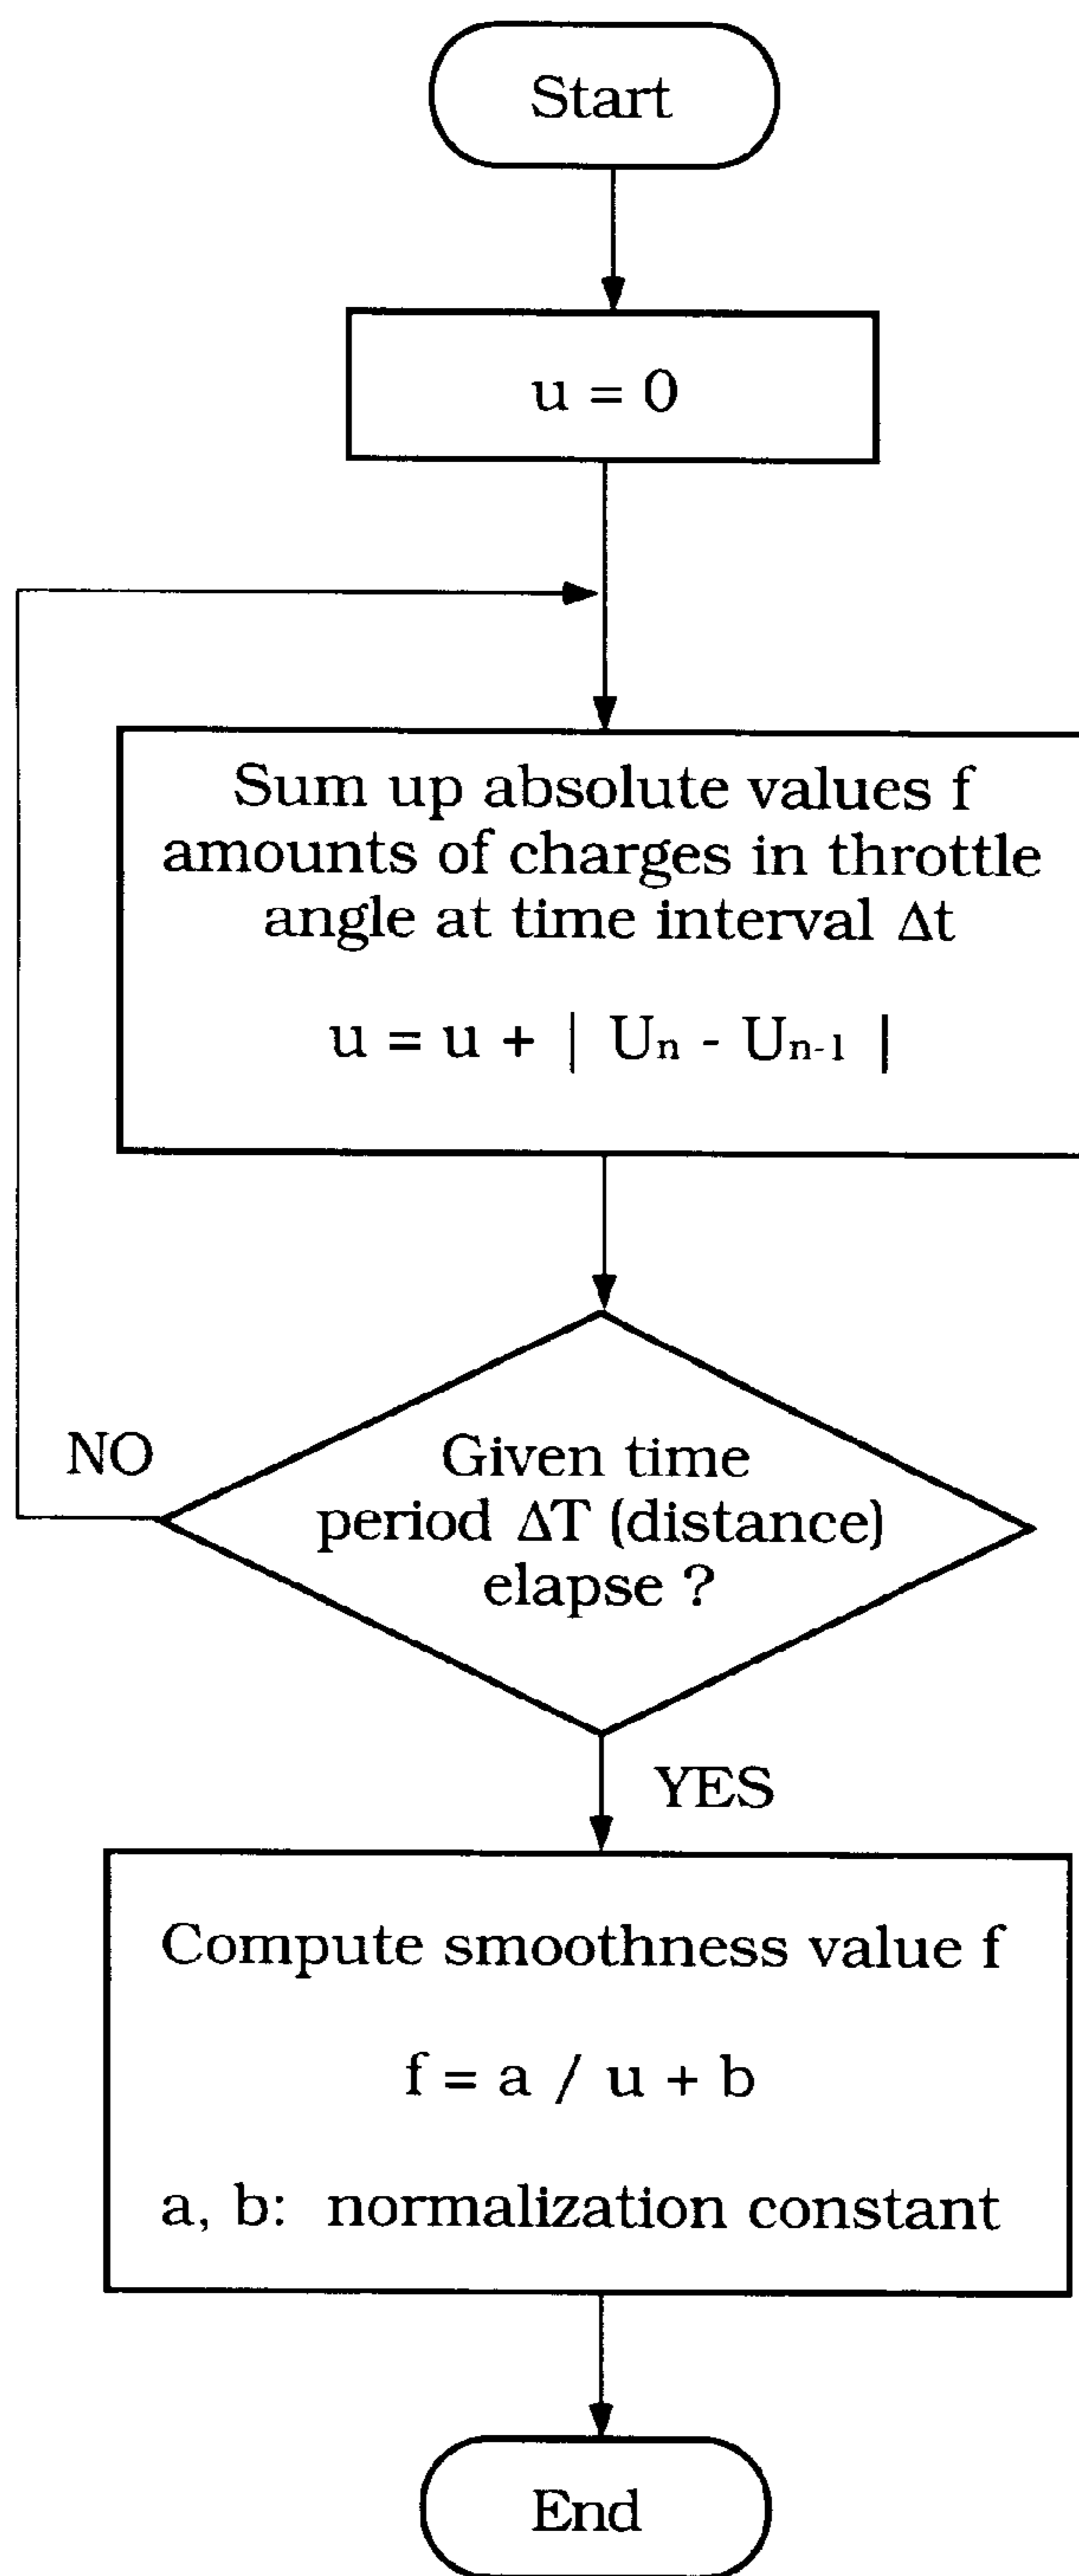 Start
u = 0
Sum up absolute values f
amounts of charges in throttle
angle at time interval Δt
u = u + | Un - Un-1 |
NO
Given time
period ΔT (distance)
elapse ?
YES
Compute smoothness value f
f = a / u + b
a, b: normalization constant
End